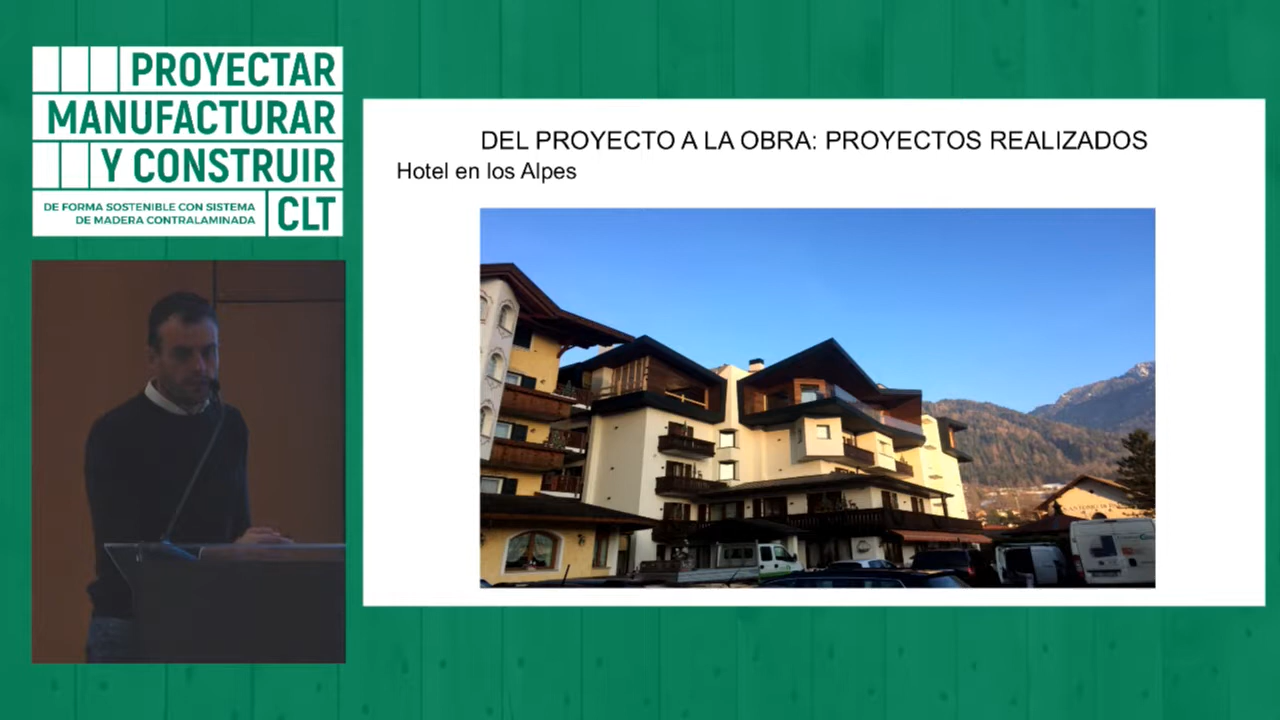 PROYECTAR
MANUFACTURAR
Y CONSTRUIR
DE FORMA SOSTENIBLE CON SISTEMA
DE MADERA CONTRALAMINADA
CLT
DEL PROYECTO A LA OBRA: PROYECTOS REALIZADOS
Hotel en los Alpes